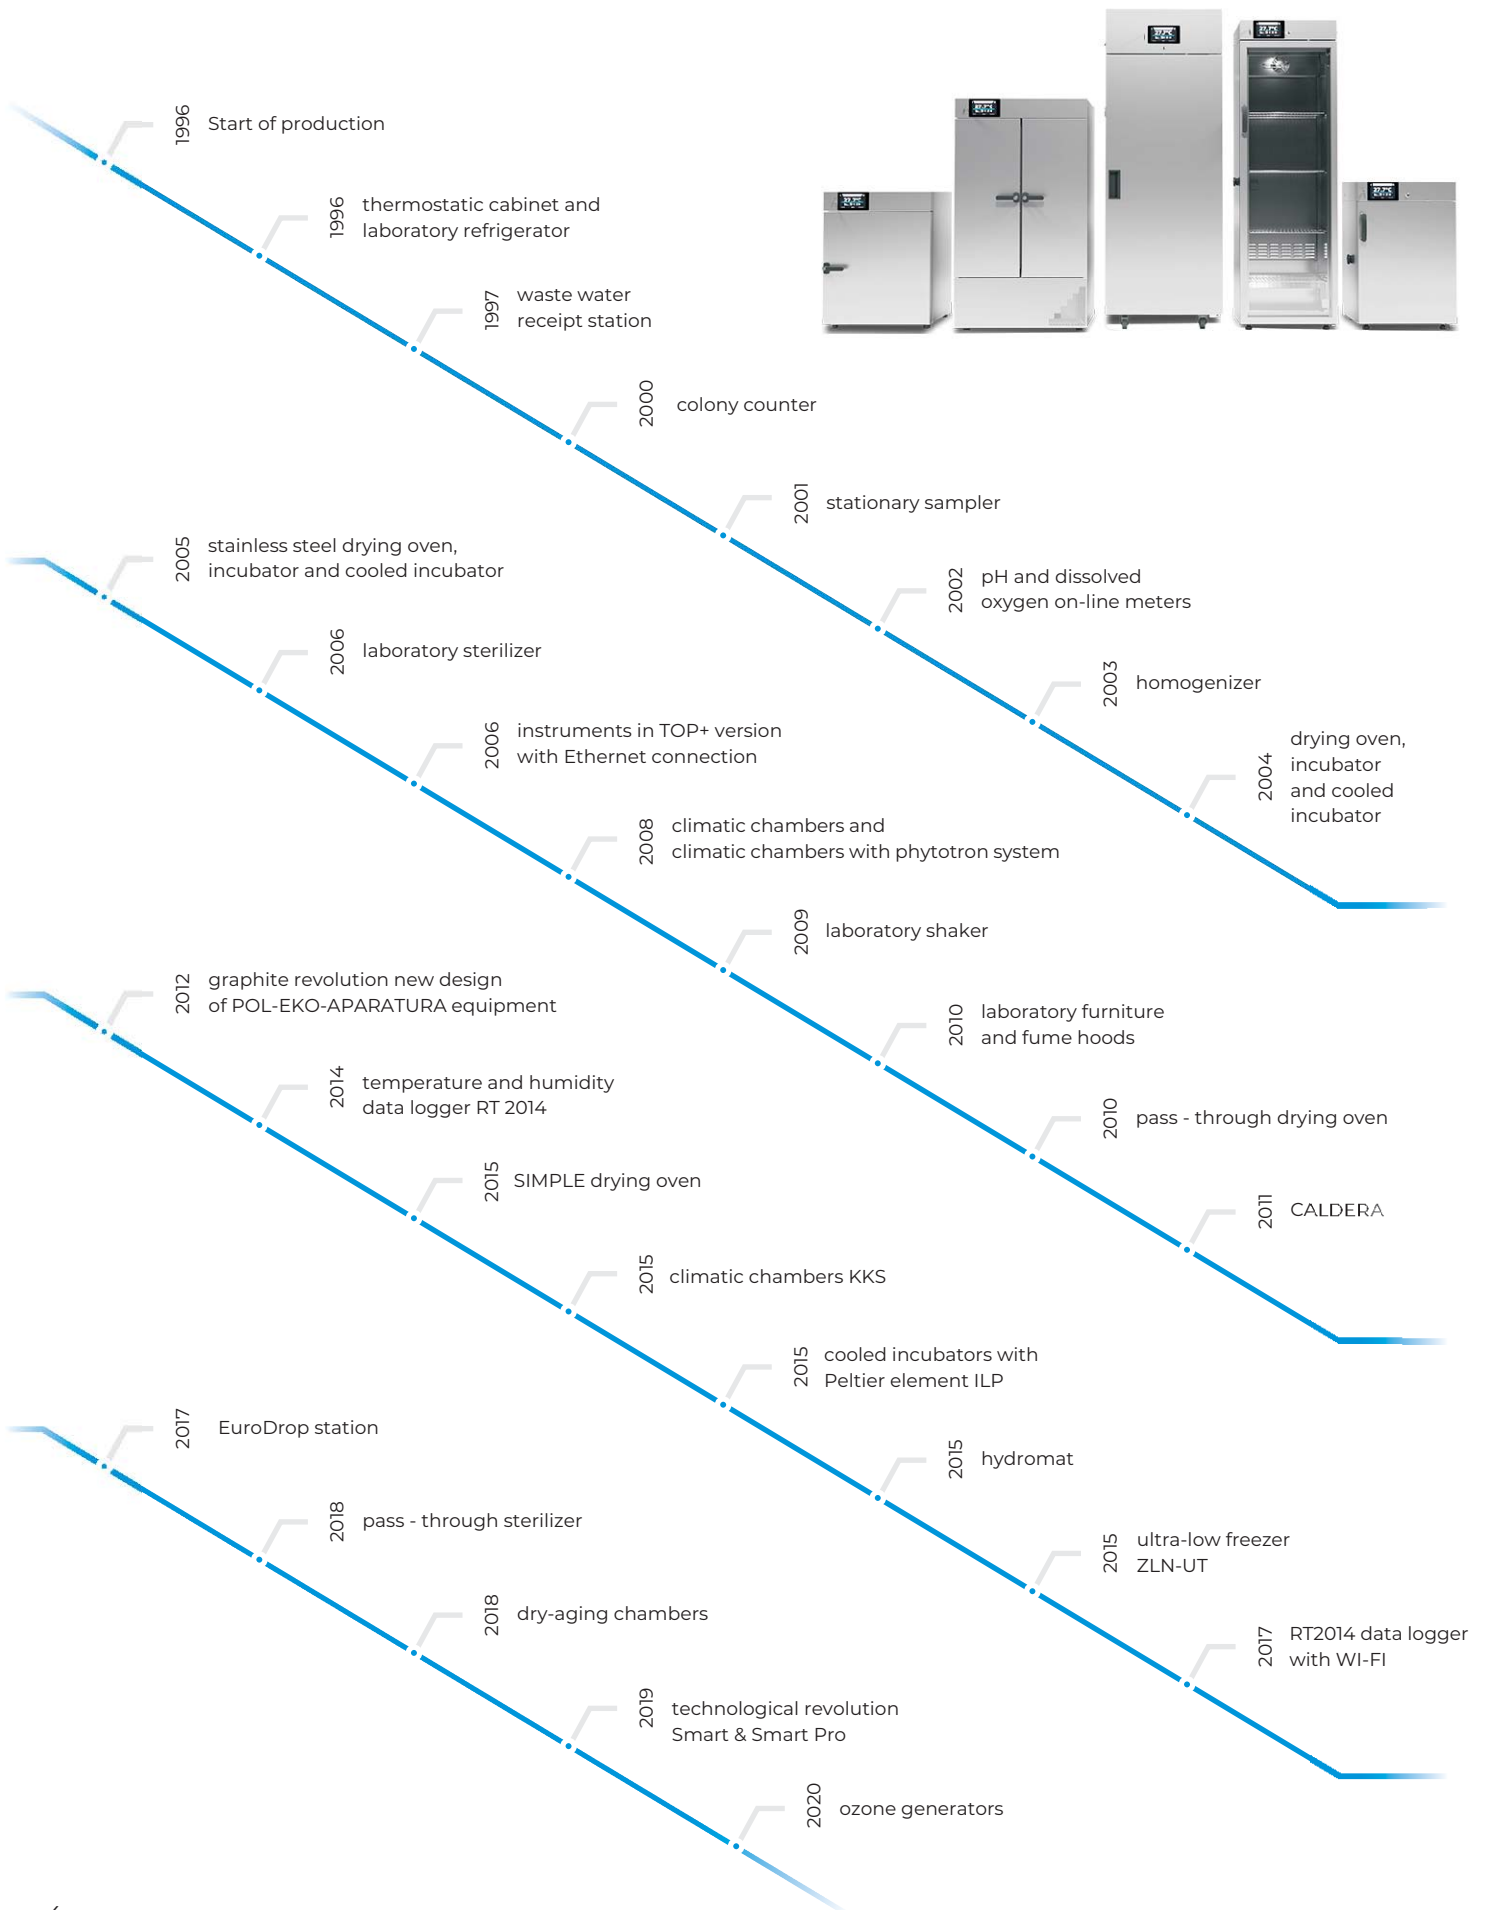 1996
Start of production
1996
thermostatic cabinet and
laboratory refrigerator
1997
waste water
receipt station
2000
colony counter
2001
stationary sampler
2002
pH and dissolved
oxygen on-line meters
2003
homogenizer
2004
drying oven,
incubator
and cooled
incubator
2005
stainless steel drying oven,
incubator and cooled incubator
2006
laboratory sterilizer
2006
instruments in TOP+ version
with Ethernet connection
2008
climatic chambers and
climatic chambers with phytotron system
2009
laboratory shaker
2010
laboratory furniture
and fume hoods
2010
pass - through drying oven
2011
CALDERA
2012
graphite revolution new design
of POL-EKO-APARATURA equipment
2014
temperature and humidity
data logger RT 2014
2015
SIMPLE drying oven
2015
climatic chambers KKS
2015
cooled incubators with
Peltier element ILP
2015
hydromat
2015
ultra-low freezer
ZLN-UT
2017
RT2014 data logger
with WI-FI
2017
EuroDrop station
2018
pass - through sterilizer
2018
dry-aging chambers
2019
technological revolution
Smart & Smart Pro
2020
ozone generators